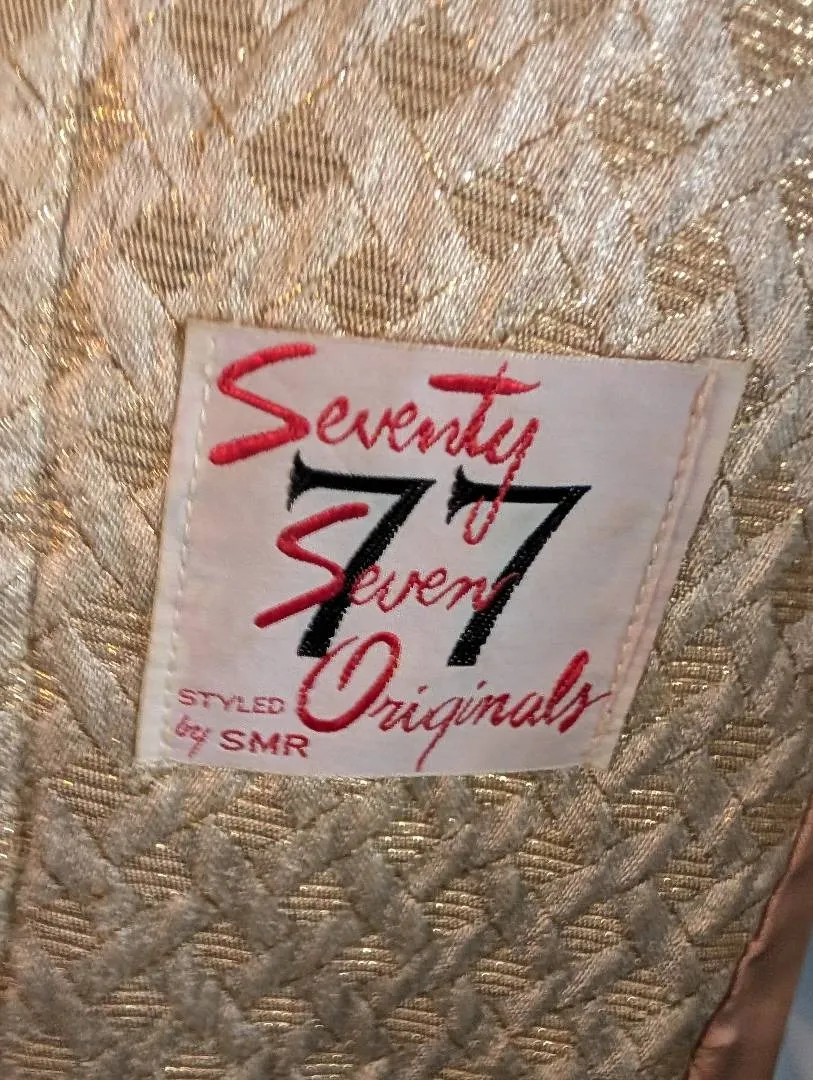 Seventy
77
Seven
Originals
STYLED
by SMR